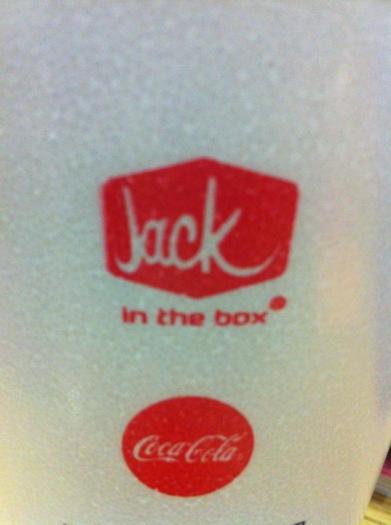 Jack
in the box
Coca-Cola